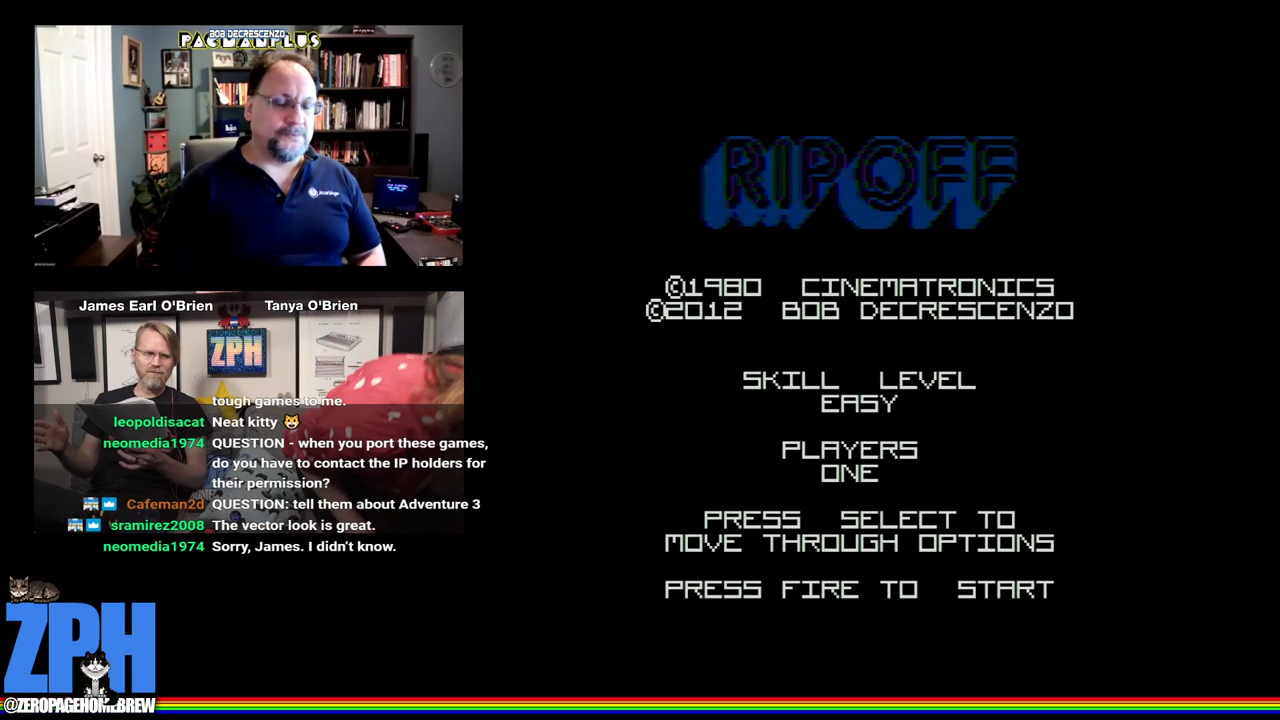 BOB DECRESCENZO
PACMANPLUS
James Earl O'Brien
Tanya O'Brien
ZPH
tough games to me.
leopoldisacat Neat kitty
neomedia1974 QUESTION - when you port these games,
do you have to contact the IP holders for
their permission?
Cafeman2d QUESTION: tell them about Adventure 3
sramirez2008 The vector look is great.
neomedia1974 Sorry, James. I didn't know.
ZPH
@ZEROPAGEHOMEBREW
RIPOFF
©1980 CINEMATRONICS
©2012 BOB DECRESCENZO
SKILL LEVEL
EASY
PLAYERS
ONE
PRESS SELECT TO
MOVE THROUGH OPTIONS
PRESS FIRE TO START